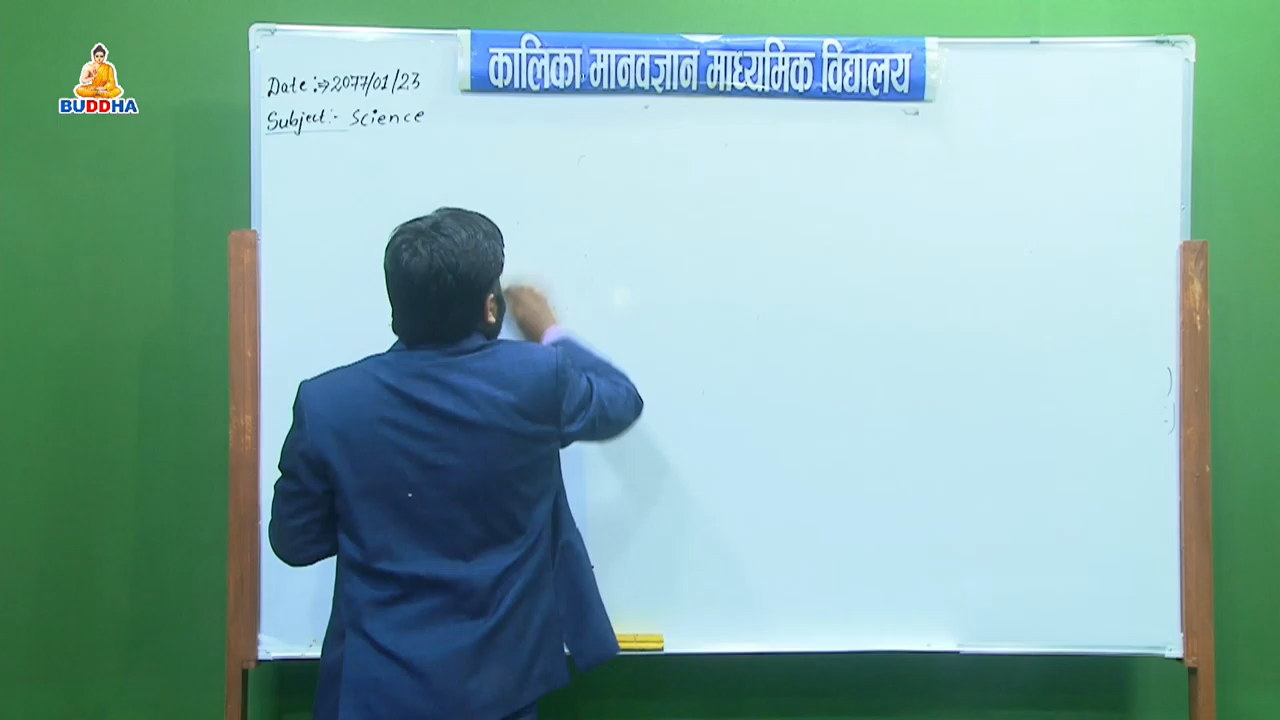 BUDDHA
कालिका मानवज्ञान माध्यमिक विद्यालय
Date :⇒ 2077/01/23
Subject:- Science